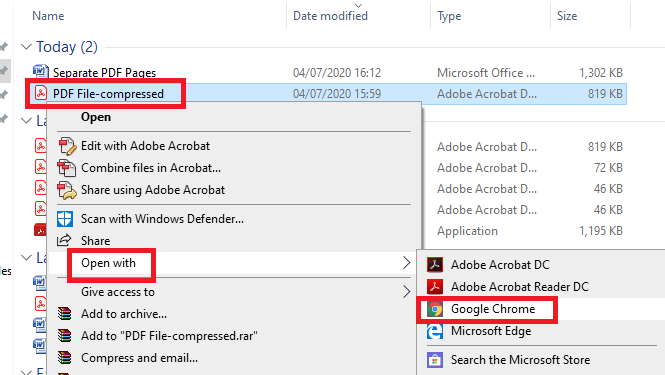 Name Date modified Type Size
Today (2)
Separate PDF Pages 04/07/2020 16:12 Microsoft Office ... 1,302 KB
PDF File-compressed 04/07/2020 15:59 Adobe Acrobat D... 819 KB
Open
La
Edit with Adobe Acrobat Adobe Acrobat D... 819 KB
Combine files in Acrobat... Adobe Acrobat D... 72 KB
Share using Adobe Acrobat Adobe Acrobat D... 46 KB
Adobe Acrobat D... 46 KB
Scan with Windows Defender...
Application 1,195 KB
Share
La
Open with
Adobe Acrobat DC
les
Give access to
Adobe Acrobat Reader DC
Add to archive...
Google Chrome
Add to "PDF File-compressed.rar"
Microsoft Edge
Compress and email...
Search the Microsoft Store